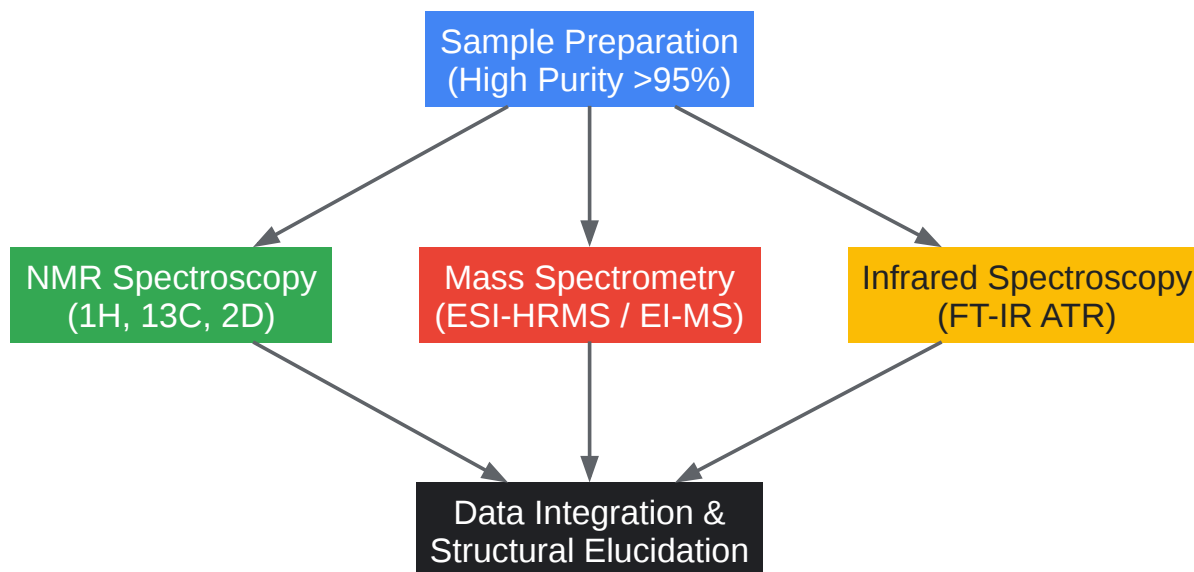 Sample Preparation
(High Purity >95%)
NMR Spectroscopy
(1H, 13C, 2D)
Mass Spectrometry
(ESI-HRMS / EI-MS)
Infrared Spectroscopy
(FT-IR ATR)
Data Integration &
Structural Elucidation